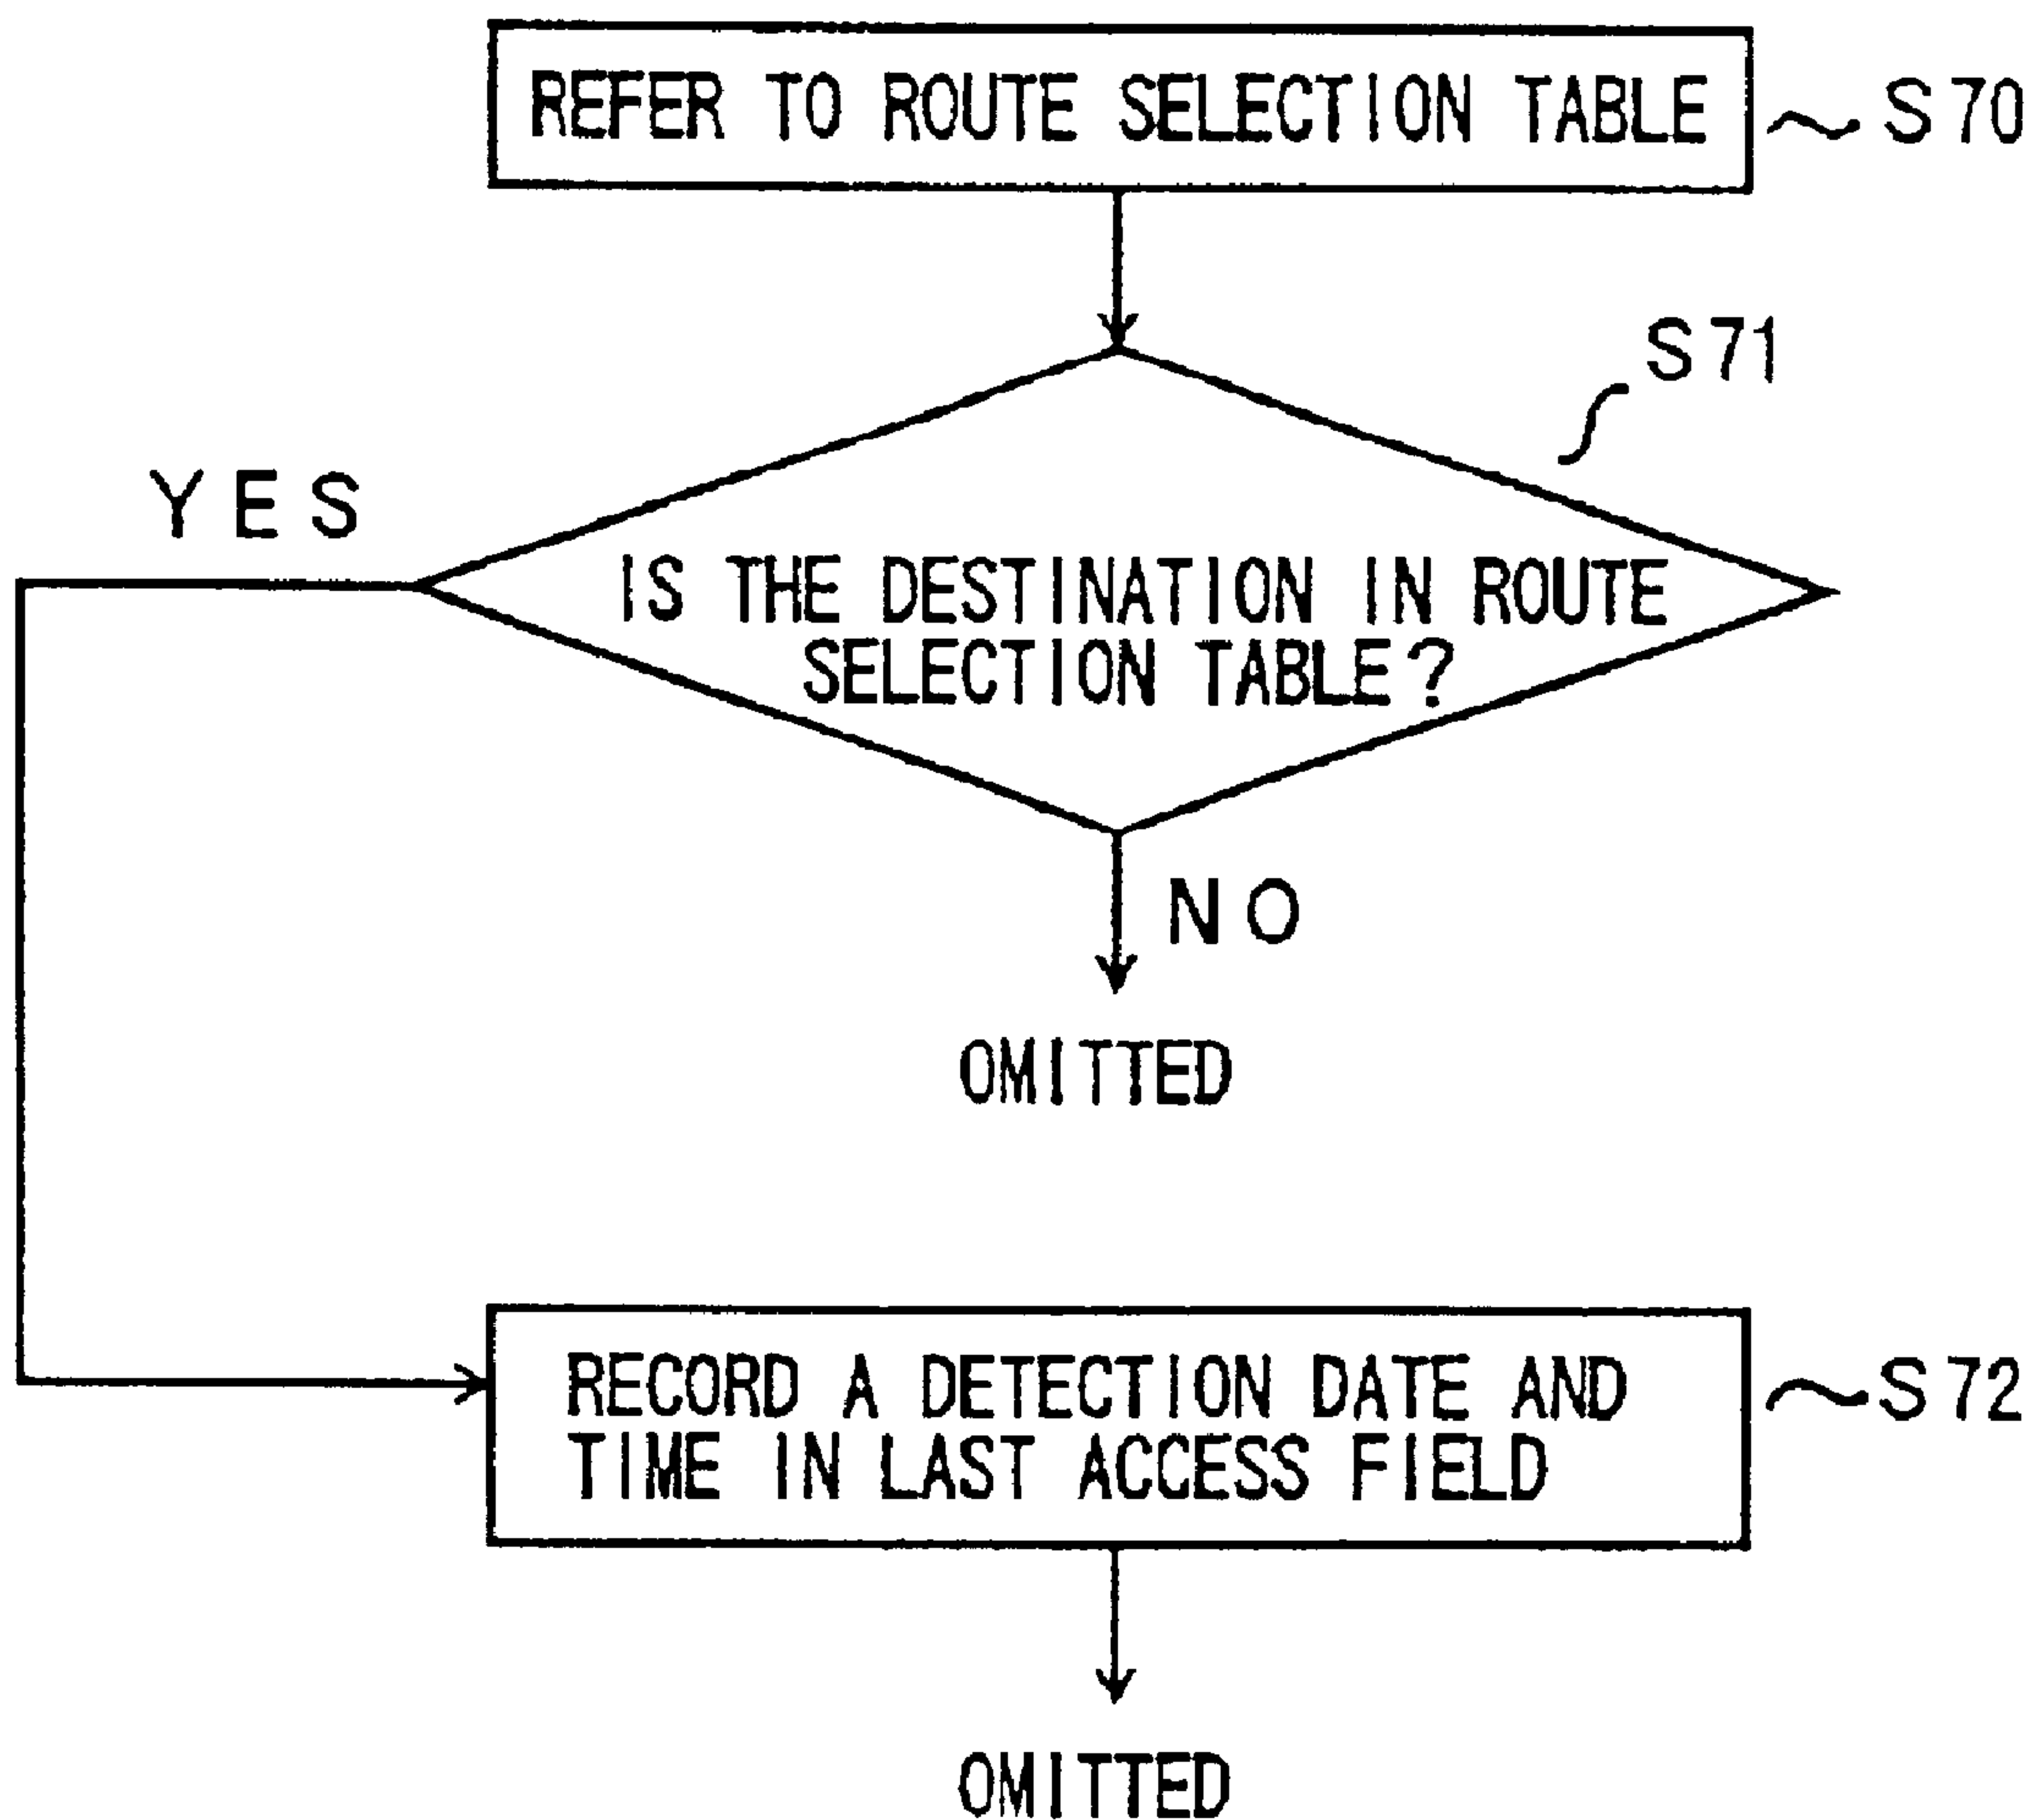 REFER TO ROUTE SELECTION TABLE
S70
S71
YES
IS THE DESTINATION IN ROUTE
SELECTION TABLE?
NO
OMITTED
RECORD A DETECTION DATE AND
TIME IN LAST ACCESS FIELD
S72
OMITTED